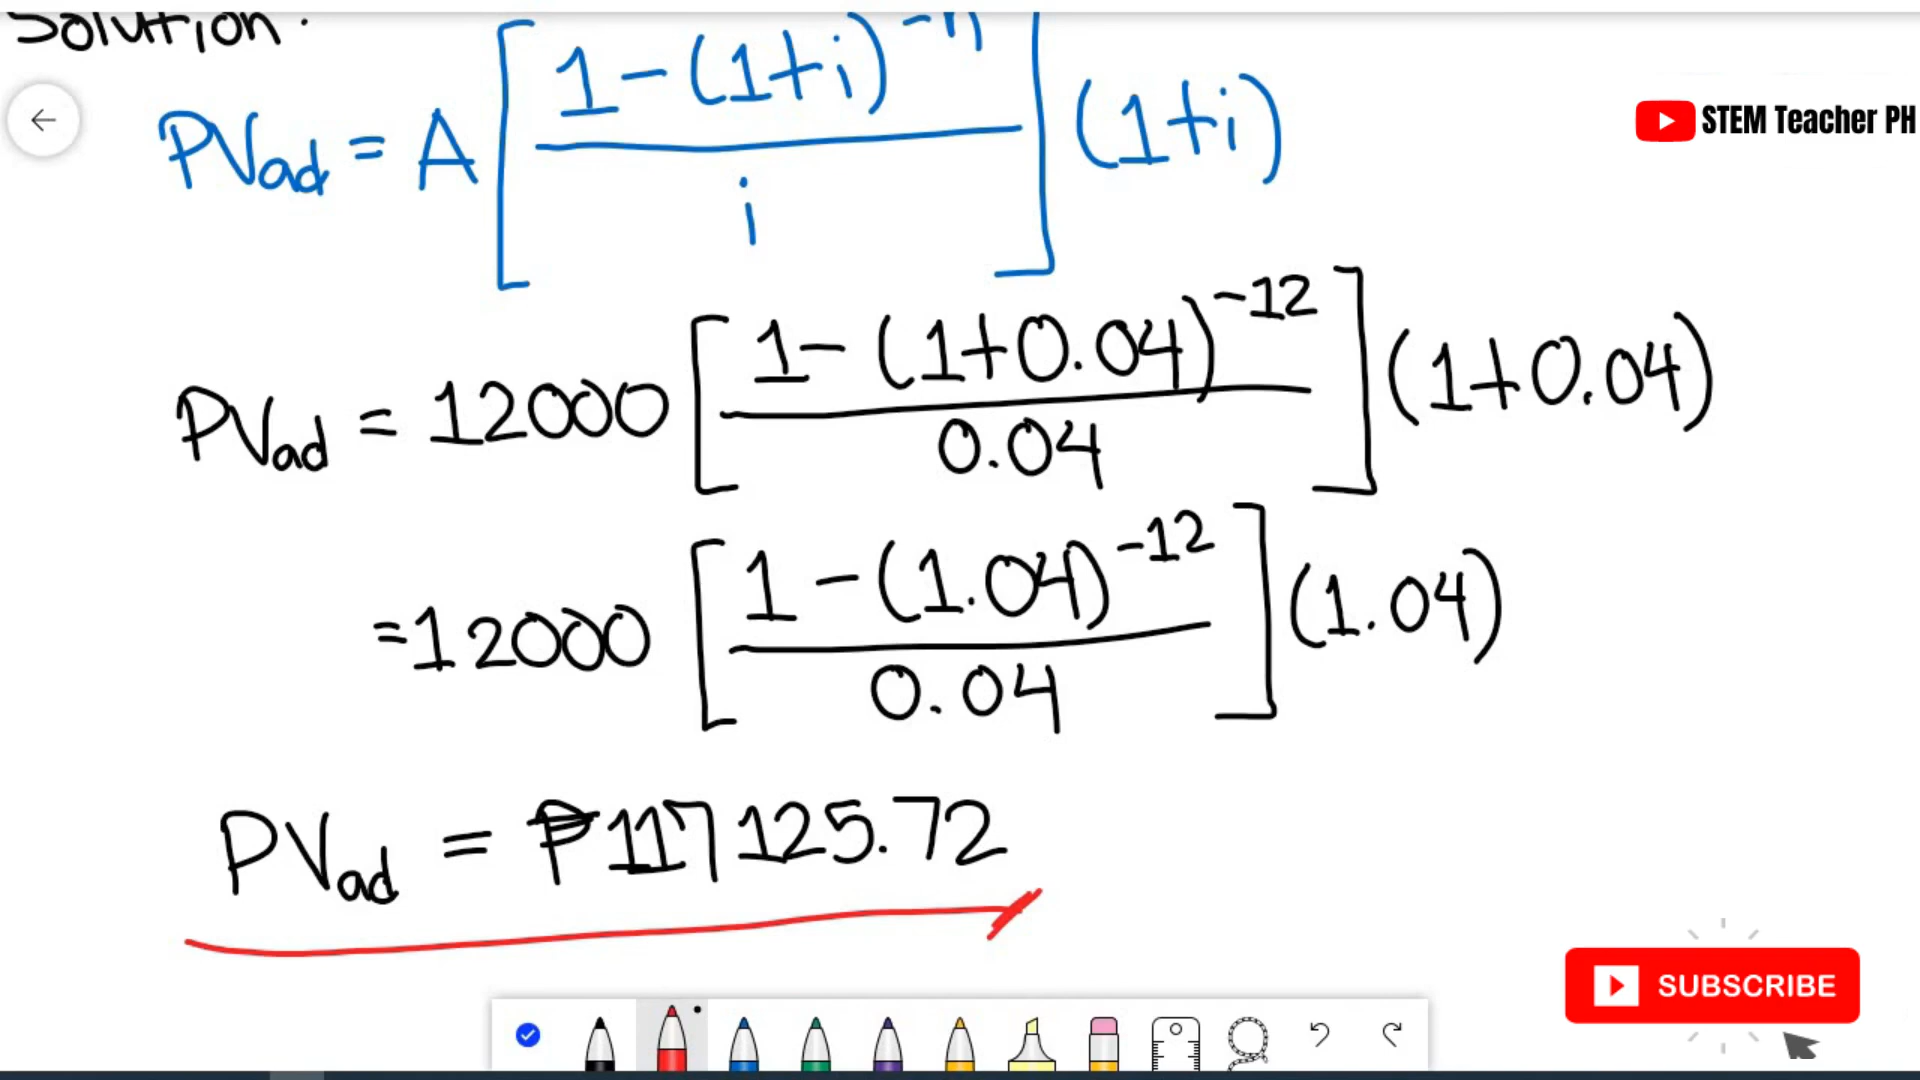 Solution:
PVad = A [ 1-(1+i)^-n / i ] (1+i)
STEM Teacher PH
PVad = 12000 [ 1-(1+0.04)^-12 / 0.04 ] (1+0.04)
=12000 [ 1-(1.04)^-12 / 0.04 ] (1.04)
PVad = ₱117125.72
SUBSCRIBE